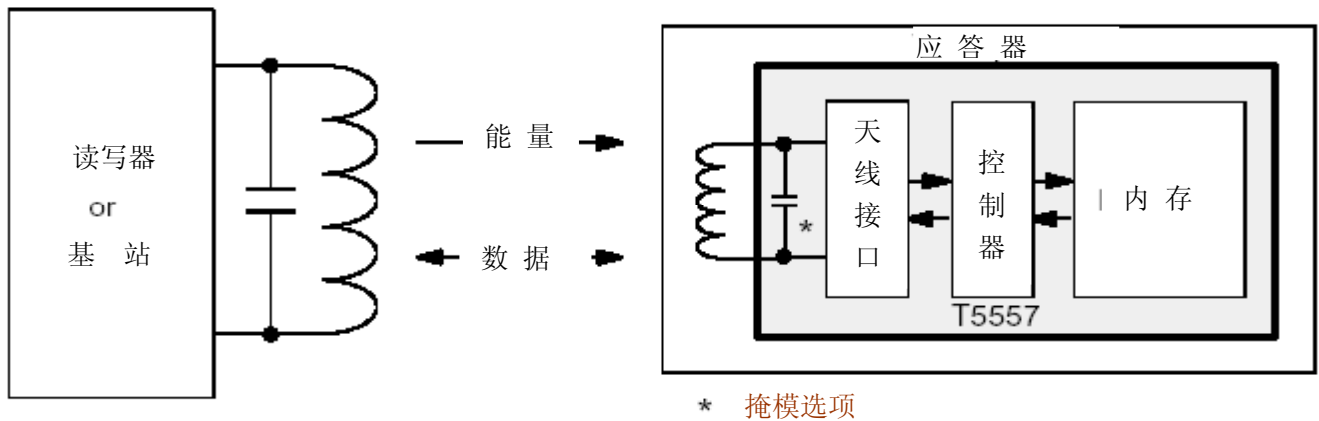 读写器
or
基 站
能 量
数 据
应 答 器
*
天
线
接
口
控
制
器
内 存
T5557
* 掩模选项